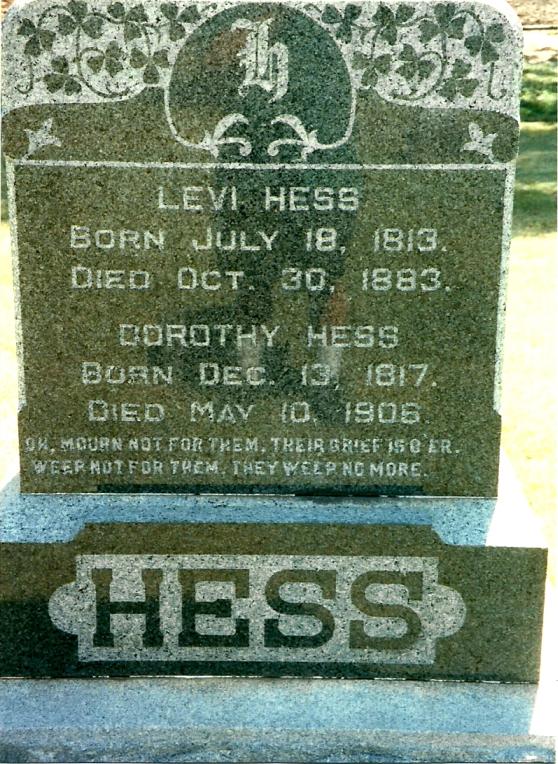 h
LEVI HESS
BORN JULY 18, 1813.
DIED OCT. 30, 1883.
DOROTHY HESS
BORN DEC. 13, 1817.
DIED MAY 10, 1906
OH, MOURN NOT FOR THEM, THEIR GRIEF IS O'ER.
WEEP NOT FOR THEM, THEY WEEP NO MORE.
HESS